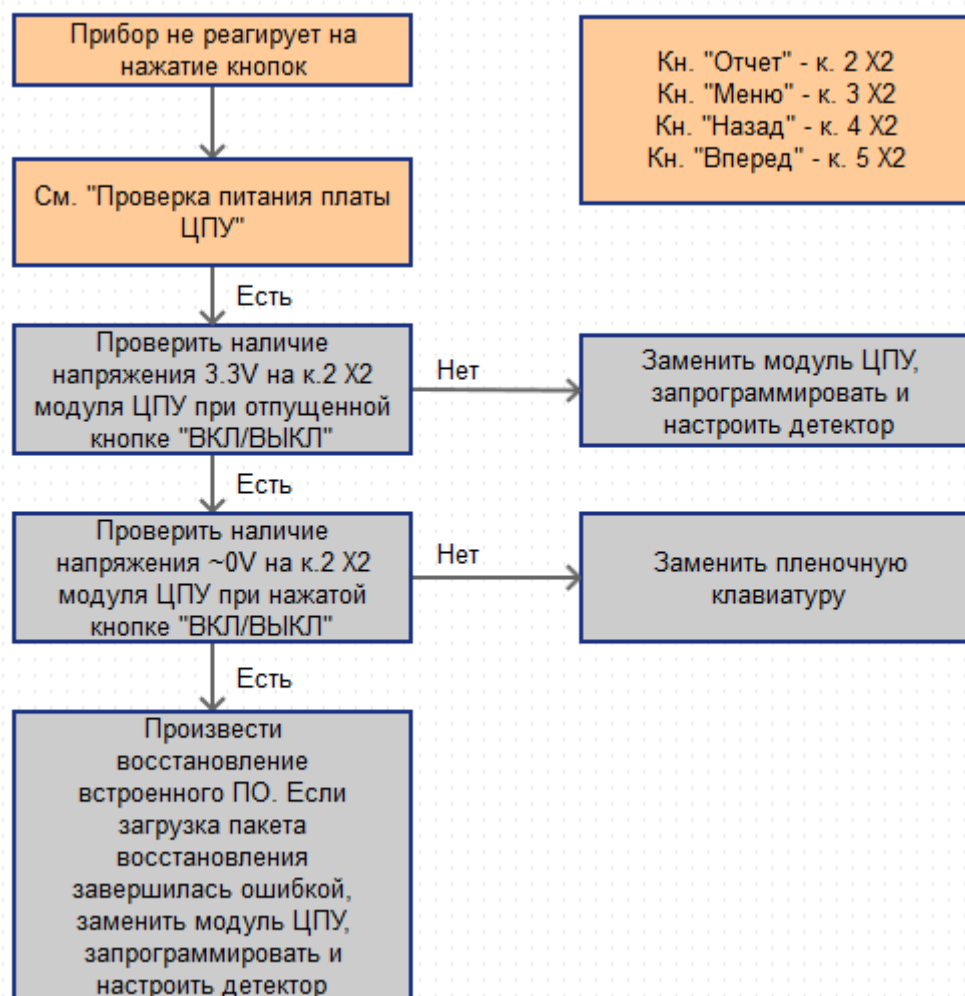 Прибор не реагирует на
нажатие кнопок
Кн. "Отчет" - к. 2 X2
Кн. "Меню" - к. 3 X2
Кн. "Назад" - к. 4 X2
Кн. "Вперед" - к. 5 X2
См. "Проверка питания платы
ЦПУ"
Есть
Проверить наличие
напряжения 3.3V на к.2 X2
модуля ЦПУ при отпущенной
кнопке "ВКЛ/ВЫКЛ"
Нет
Заменить модуль ЦПУ,
запрограммировать и
настроить детектор
Есть
Проверить наличие
напряжения ~0V на к.2 X2
модуля ЦПУ при нажатой
кнопке "ВКЛ/ВЫКЛ"
Нет
Заменить пленочную
клавиатуру
Есть
Произвести
восстановление
встроенного ПО. Если
загрузка пакета
восстановления
завершилась ошибкой,
заменить модуль ЦПУ,
запрограммировать и
настроить детектор